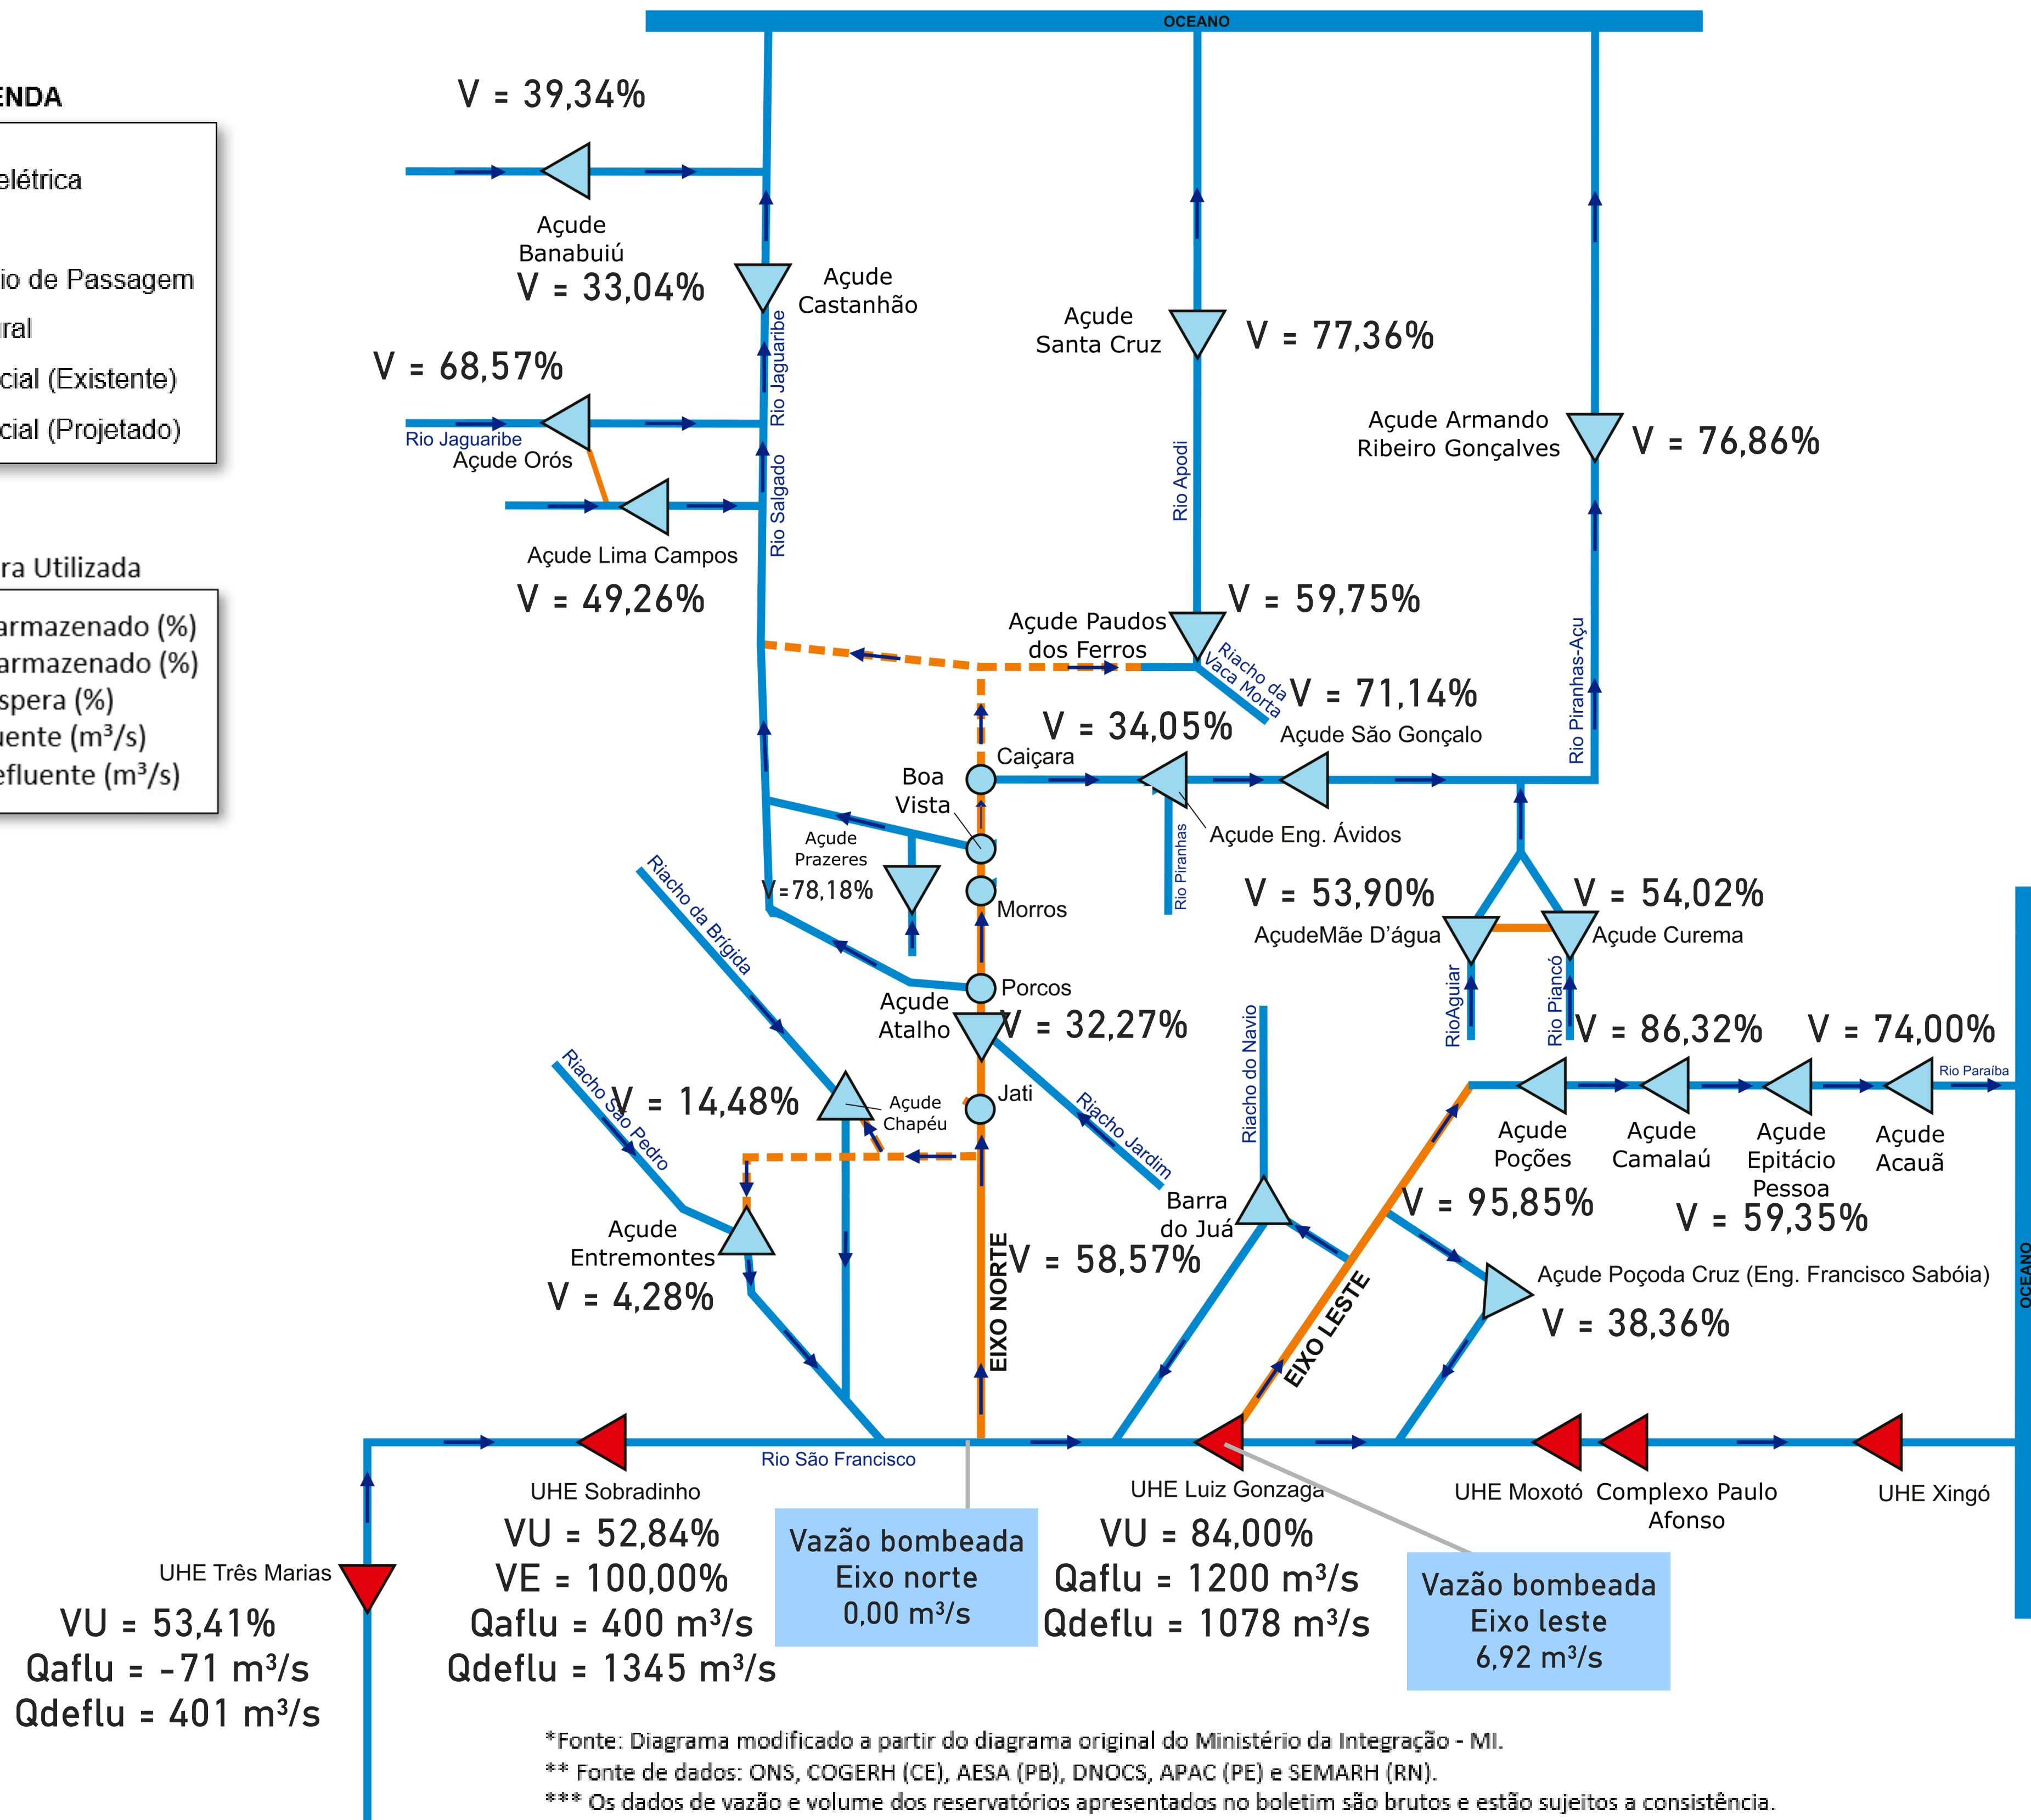 OCEANO
ENDA
elétrica
io de Passagem
ural
cial (Existente)
cial (Projetado)
ra Utilizada
armazenado (%)
armazenado (%)
spera (%)
uente (m³/s)
efluente (m³/s)
V = 39,34%
Açude
Banabuiú
V = 33,04%
Açude
Castanhão
Rio Jaguaribe
V = 68,57%
Rio Jaguaribe
Açude Orós
Rio Salgado
Açude Lima Campos
V = 49,26%
Açude
Santa Cruz
V = 77,36%
Rio Apodi
Açude Armando
Ribeiro Gonçalves
V = 76,86%
Rio Piranhas-Açu
V = 59,75%
Açude Paudos
dos Ferros
Riacho da
Vaca Morta
V = 71,14%
Açude São Gonçalo
V = 34,05%
Caiçara
Boa
Vista
Açude Eng. Ávidos
Rio Piranhas
Açude
Prazeres
V=78,18%
Morros
Porcos
Riacho da Brígida
Açude
Atalho
V = 32,27%
V = 53,90%
AçudeMãe D'água
V = 54,02%
Açude Curema
RioAguiar
Rio Piancó
Riacho São Pedro
V = 14,48%
Açude
Chapéu
Jati
Riacho Jardim
Riacho do Navio
V = 86,32%
V = 74,00%
Rio Paraíba
Açude
Poções
Açude
Camalaú
Açude
Epitácio
Pessoa
Açude
Acauã
V = 95,85%
V = 59,35%
Barra
do Juá
V = 58,57%
Açude
Entremontes
V = 4,28%
EIXO NORTE
EIXO LESTE
Açude Poçoda Cruz (Eng. Francisco Sabóia)
V = 38,36%
OCEANO
Rio São Francisco
UHE Sobradinho
VU = 52,84%
VE = 100,00%
Qaflu = 400 m³/s
Qdeflu = 1345 m³/s
Vazão bombeada
Eixo norte
0,00 m³/s
UHE Luiz Gonzaga
VU = 84,00%
Qaflu = 1200 m³/s
Qdeflu = 1078 m³/s
Vazão bombeada
Eixo leste
6,92 m³/s
UHE Moxotó
Complexo Paulo
Afonso
UHE Xingó
UHE Três Marias
VU = 53,41%
Qaflu = -71 m³/s
Qdeflu = 401 m³/s
*Fonte: Diagrama modificado a partir do diagrama original do Ministério da Integração - MI.
** Fonte de dados: ONS, COGERH (CE), AESA (PB), DNOCS, APAC (PE) e SEMARH (RN).
*** Os dados de vazão e volume dos reservatórios apresentados no boletim são brutos e estão sujeitos a consistência.